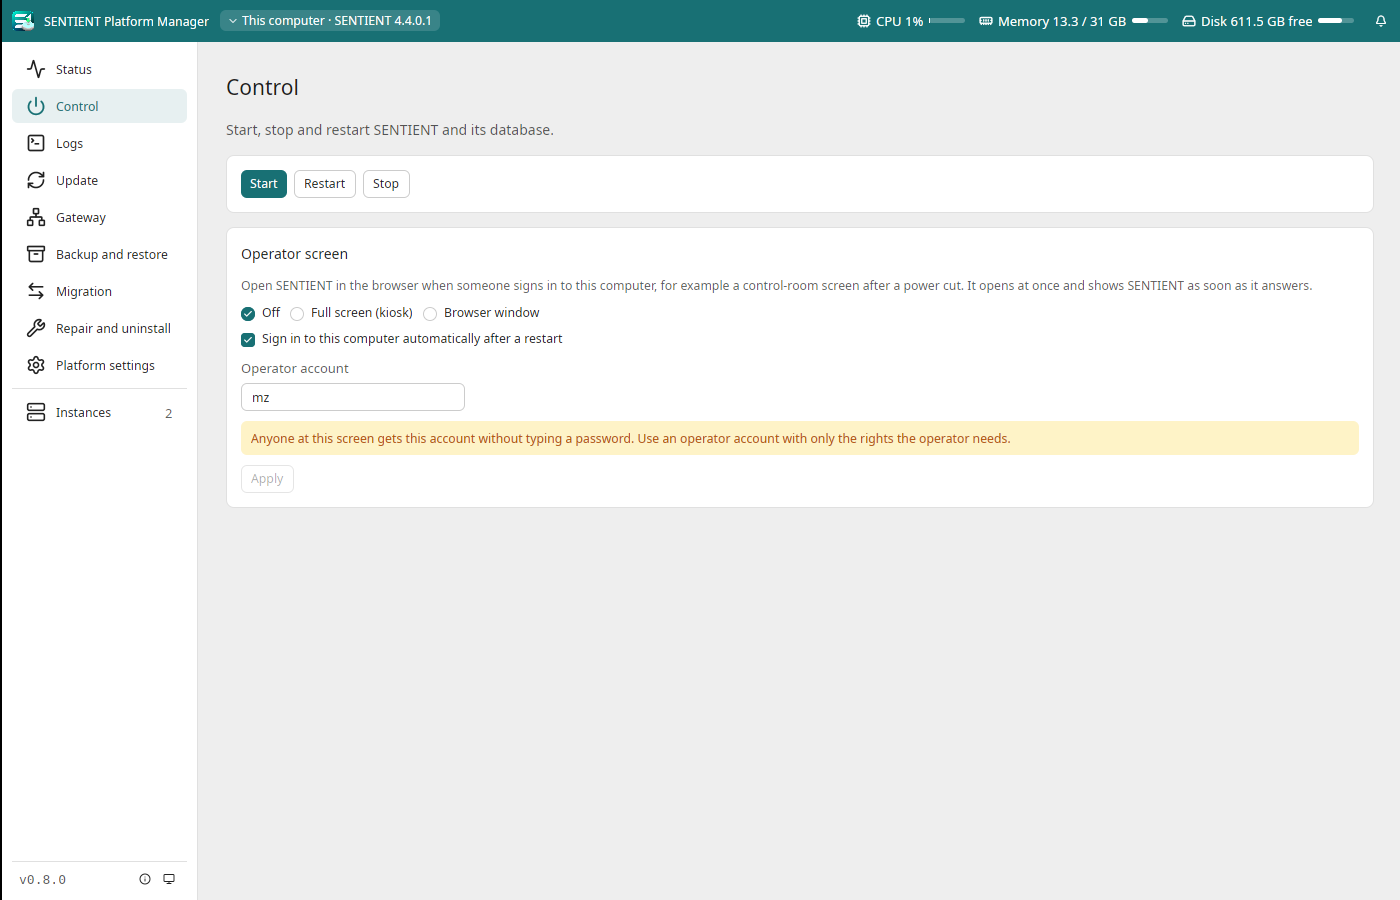 SENTIENT Platform Manager
This computer · SENTIENT 4.4.0.1
CPU 1%
Memory 13.3 / 31 GB
Disk 611.5 GB free
Status
Control
Logs
Update
Gateway
Backup and restore
Migration
Repair and uninstall
Platform settings
Instances 2
v0.8.0
Control
Start, stop and restart SENTIENT and its database.
Start Restart Stop
Operator screen
Open SENTIENT in the browser when someone signs in to this computer, for example a control-room screen after a power cut. It opens at once and shows SENTIENT as soon as it answers.
Off Full screen (kiosk) Browser window
Sign in to this computer automatically after a restart
Operator account
mz
Anyone at this screen gets this account without typing a password. Use an operator account with only the rights the operator needs.
Apply